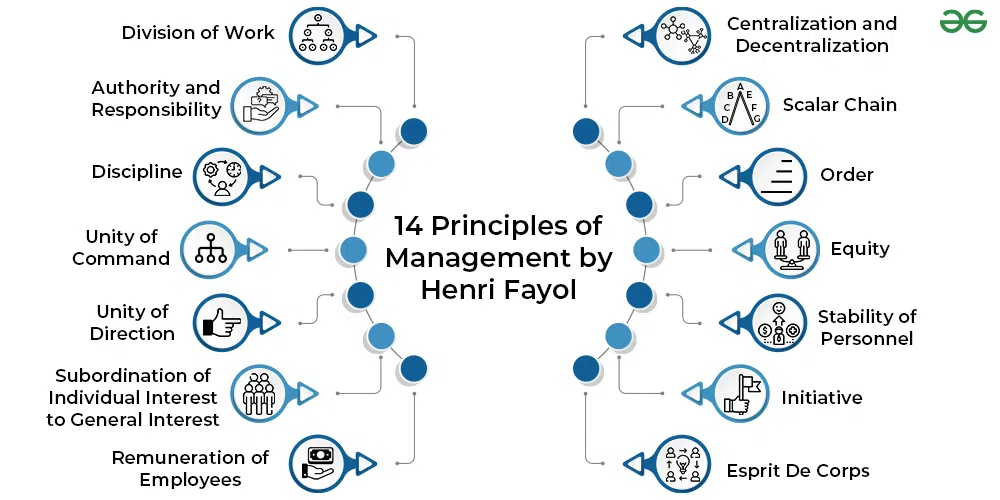 Division of Work
Authority and
Responsibility
Discipline
Unity of
Command
Unity of
Direction
Subordination of
Individual Interest
to General Interest
Remuneration of
Employees
14 Principles of
Management by
Henri Fayol
Centralization and
Decentralization
A
B E
C F
D G
Scalar Chain
Order
Equity
$
Stability of
Personnel
Initiative
Esprit De Corps